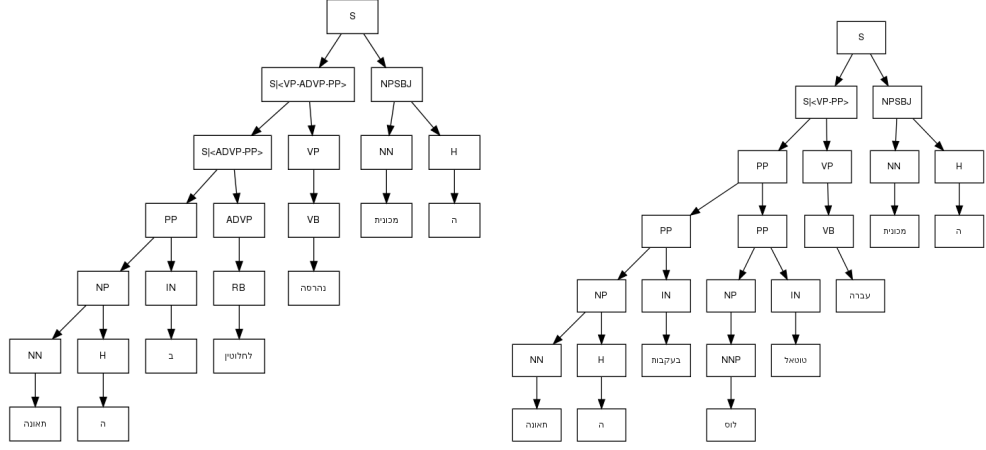 S
S|<VP-ADVP-PP> NPSBJ
S|<ADVP-PP> VP NN H
PP ADVP VB מכונית ה
NP IN RB נהרסה
NN H ב לחלוטין
תאונה ה
S
S|<VP-PP> NPSBJ
PP VP NN H
PP PP VB מכונית ה
NP IN NP IN עברה
NN H בעקבות NNP טוטאל
תאונה ה לוס